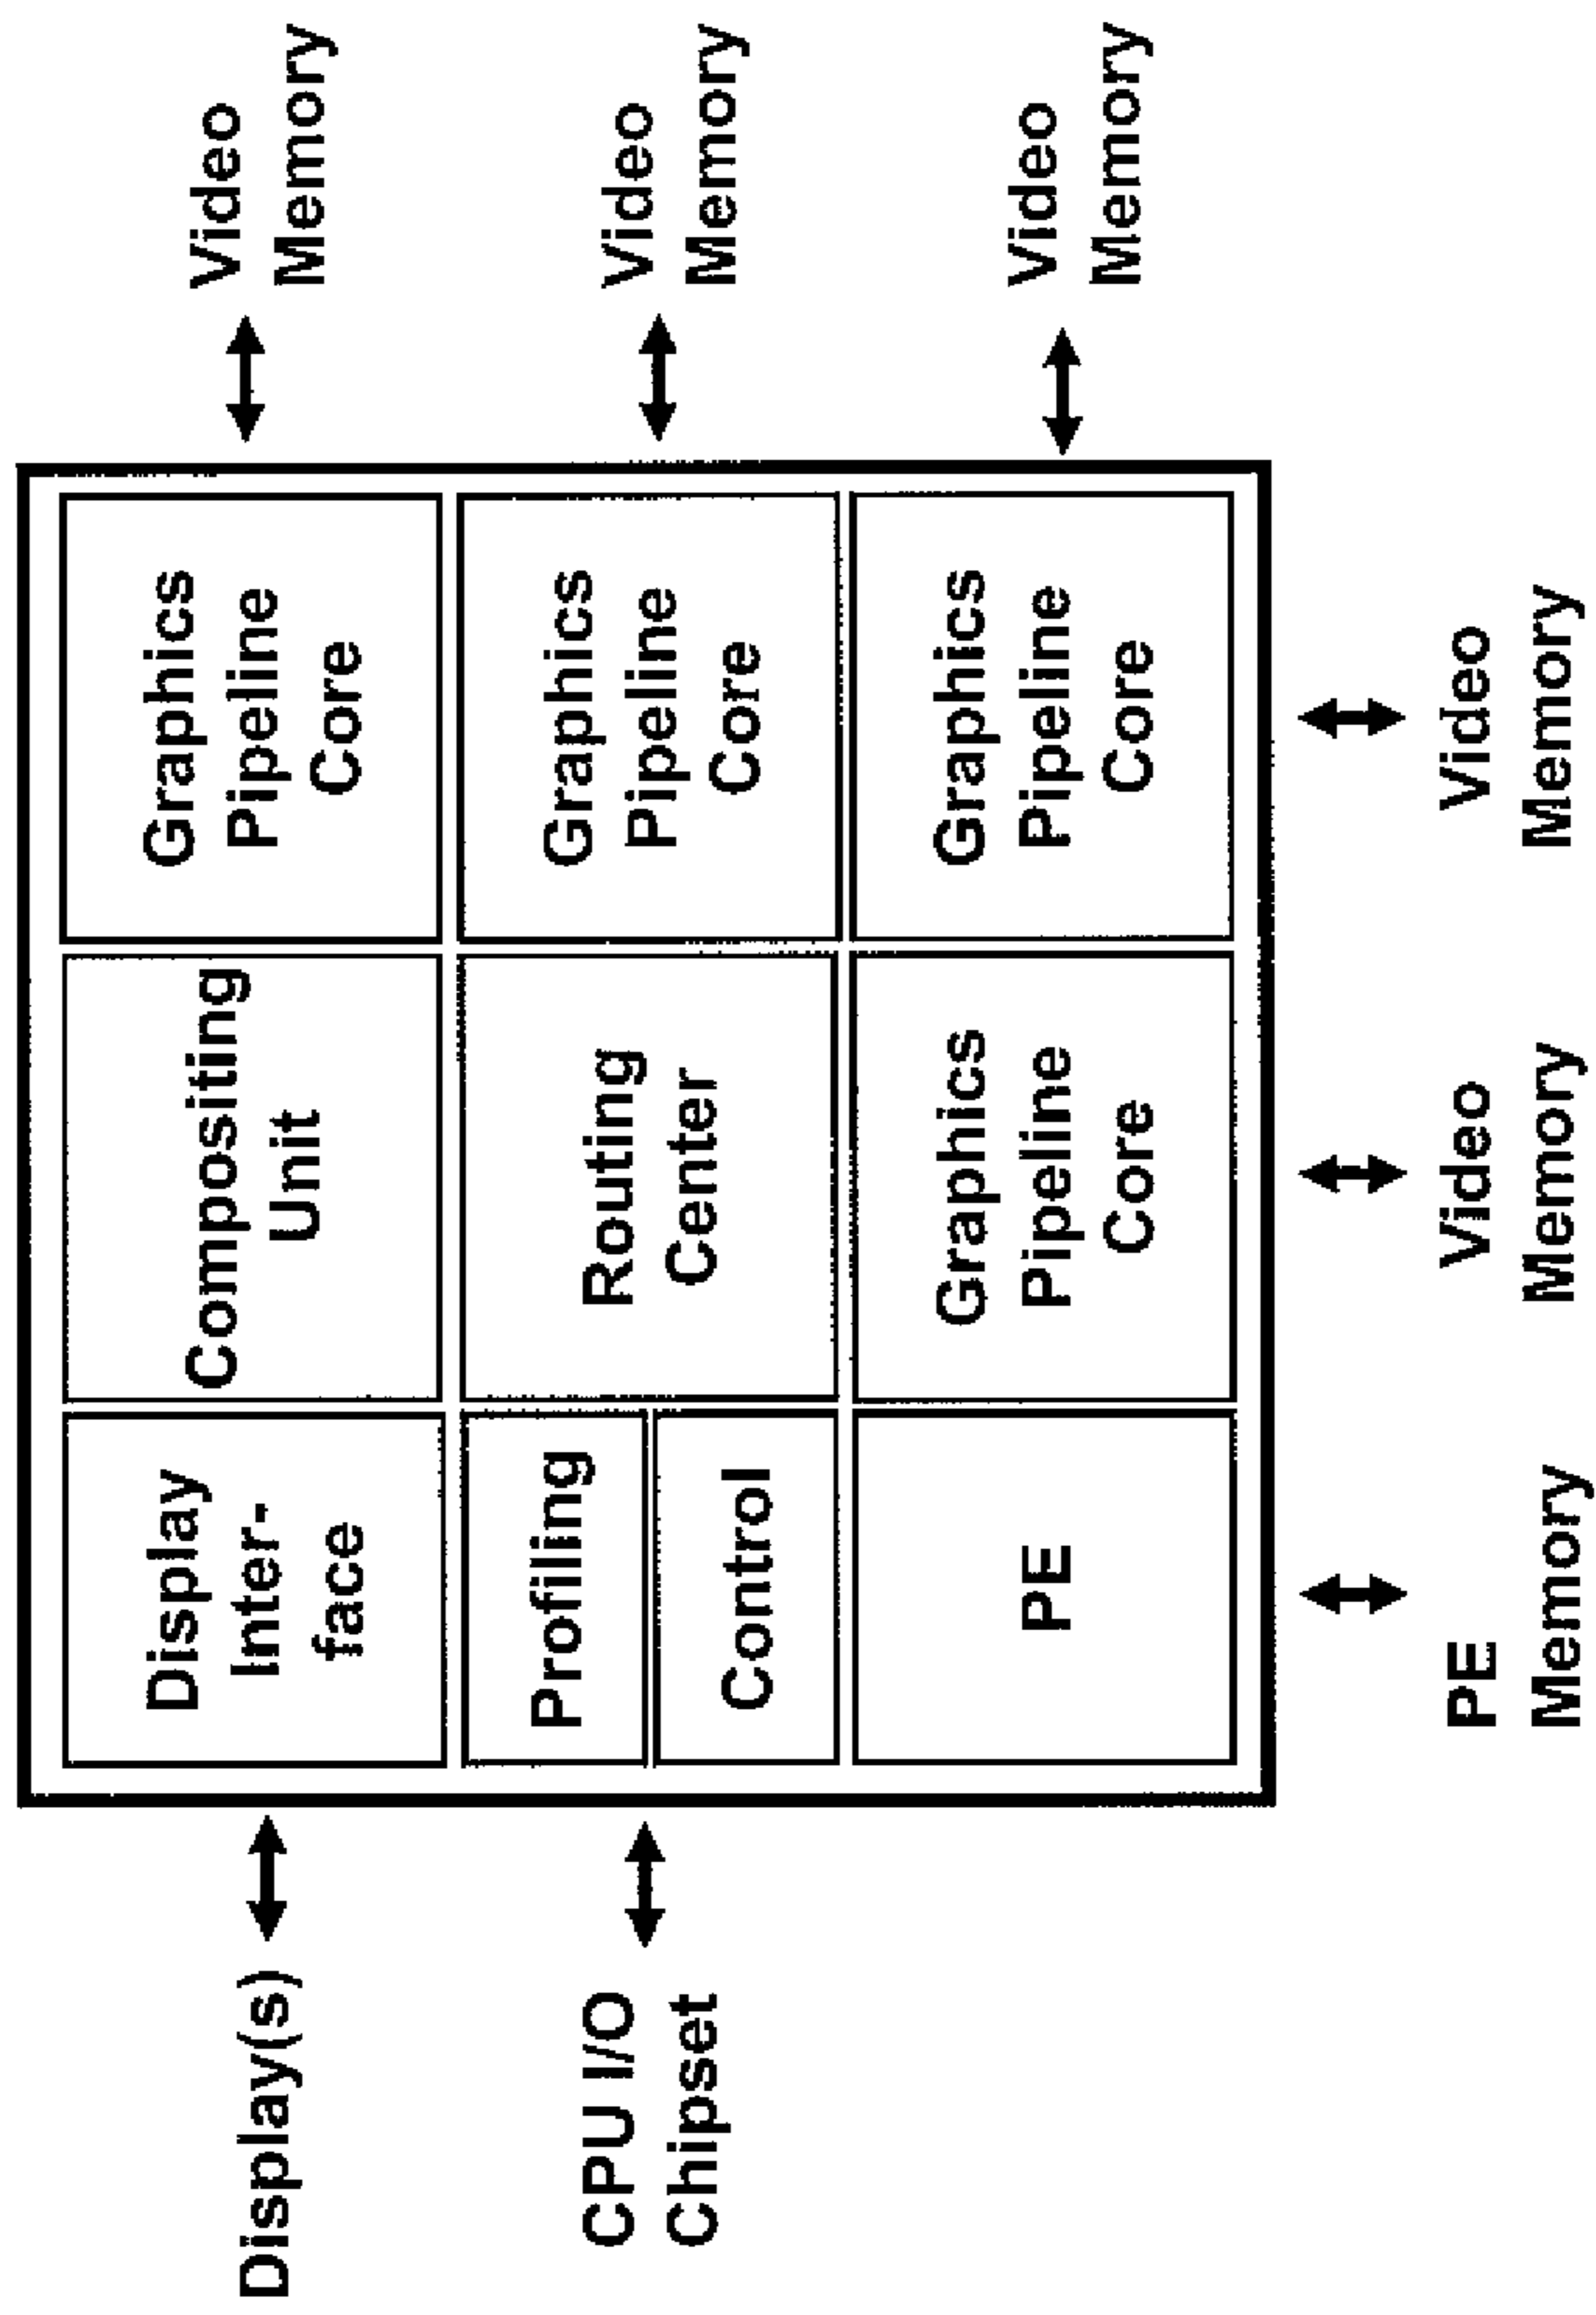 Display(s)
Display
Inter-
face
Compositing
Unit
Graphics
Pipeline
Core
Video
Memory
CPU I/O
Chipset
Profiling
Control
Routing
Center
Graphics
Pipeline
Core
Video
Memory
PE
Graphics
Pipeline
Core
Graphics
Pipeline
Core
Video
Memory
PE
Memory
Video
Memory
Video
Memory